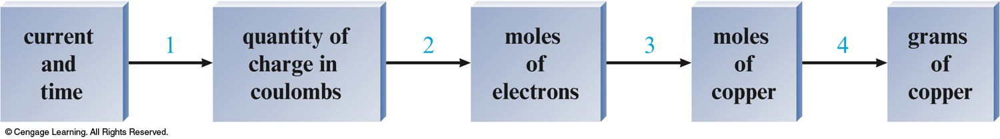 current
and
time
1
quantity of
charge in
coulombs
2
moles
of
electrons
3
moles
of
copper
4
grams
of
copper
© Cengage Learning. All Rights Reserved.